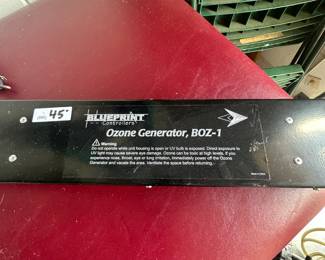 45
BLUEPRINT
Controllers
Ozone Generator, BOZ-1
Warning
Do not operate while unit housing is open or UV bulb is exposed. Direct exposure to
UV light may cause severe eye damage. Ozone can be toxic at high levels. If you
experience nose, throat, eye or lung irritation, immediately power off the Ozone
Generator and vacate the area. Ventilate the space before returning.